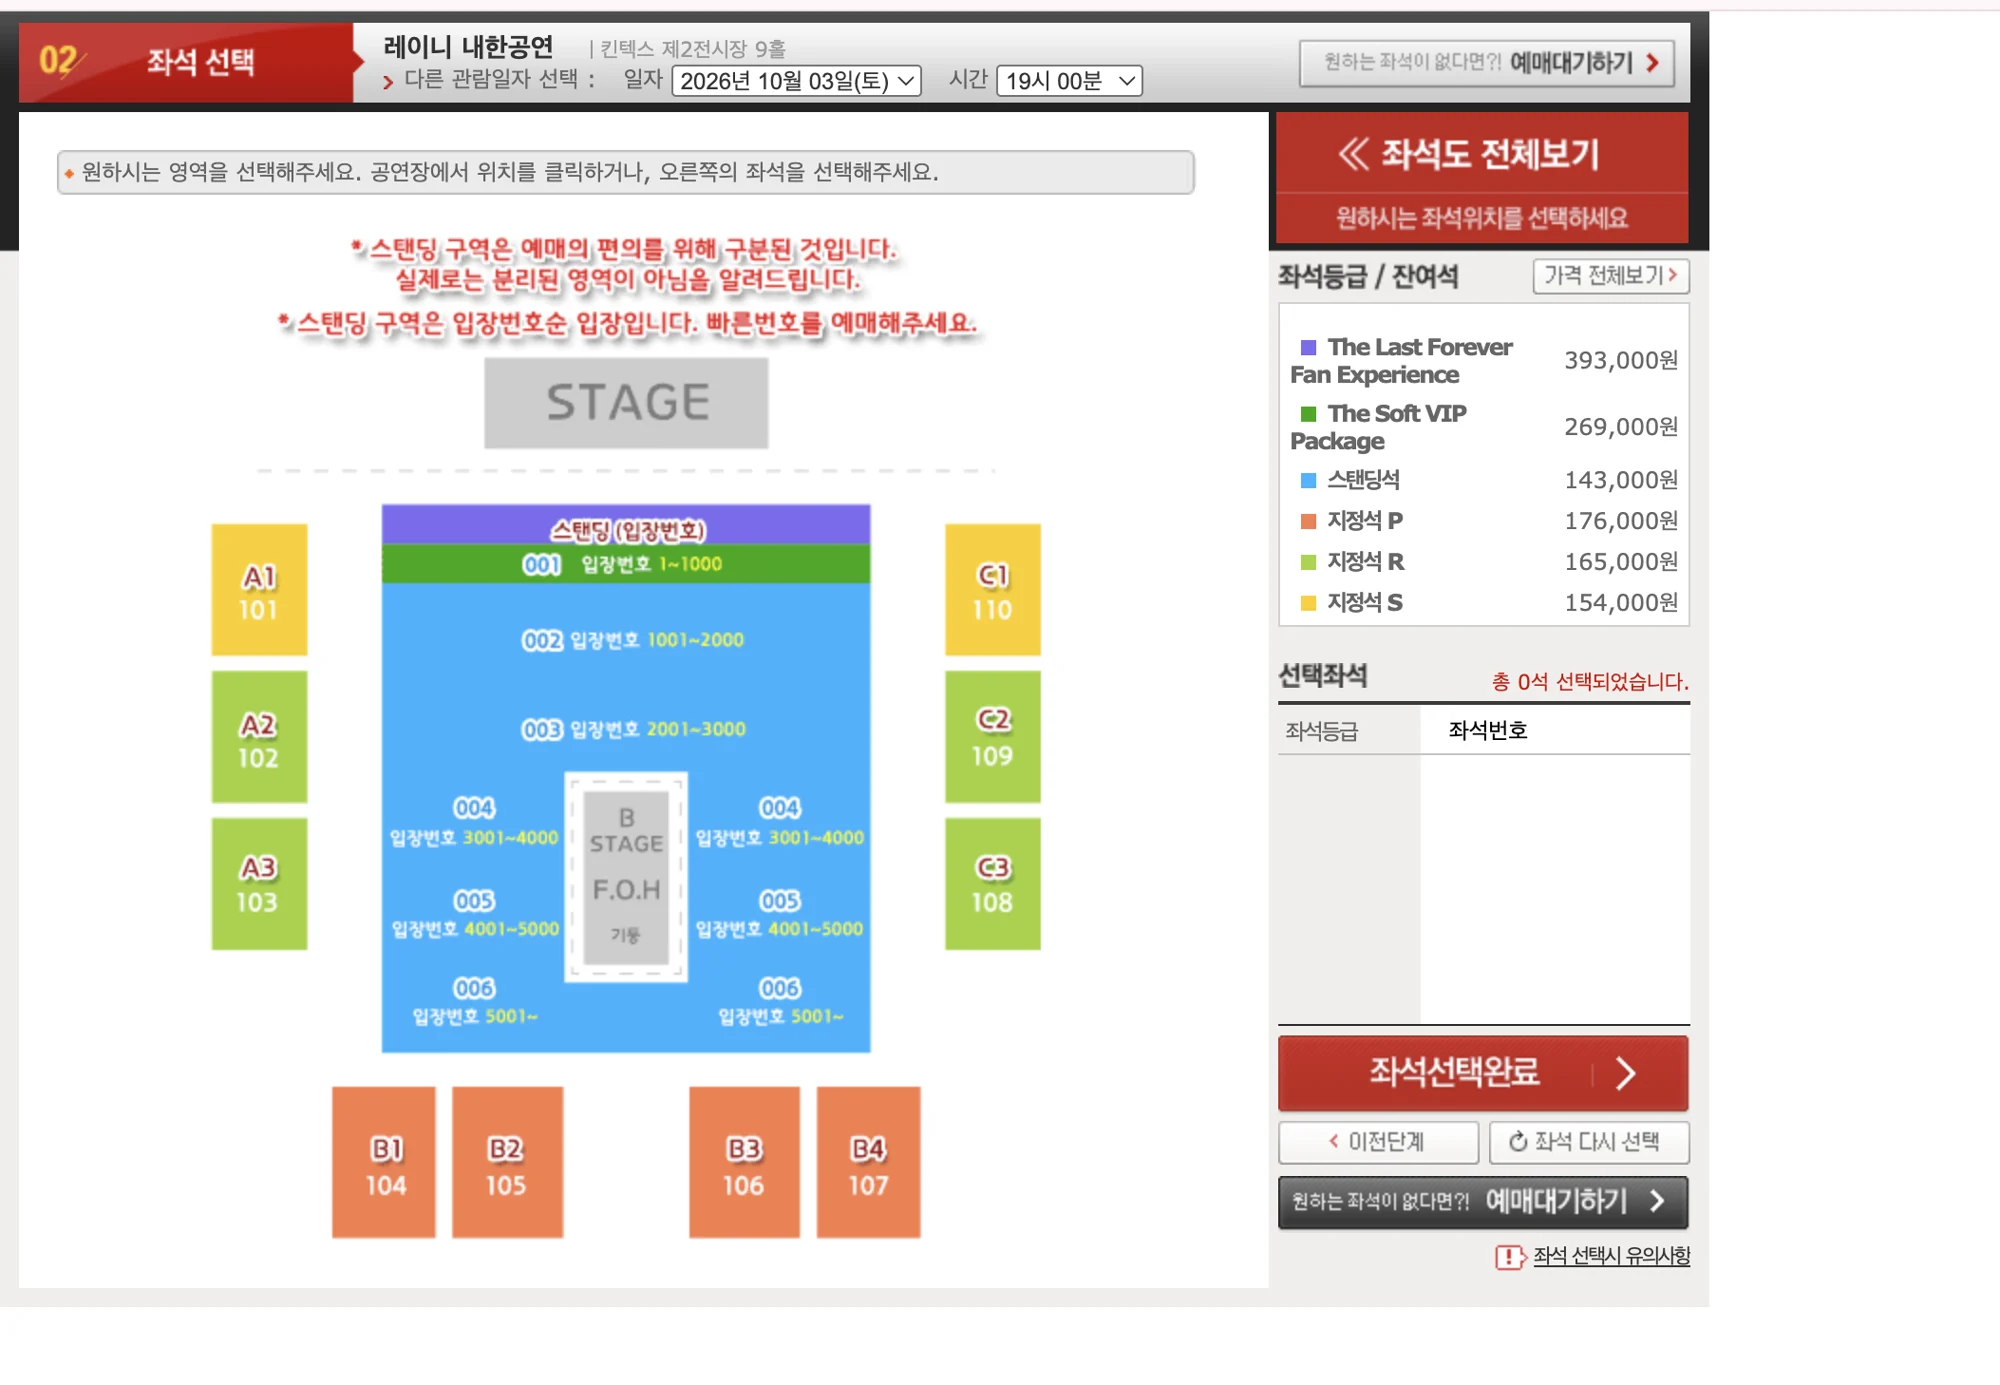 02 좌석 선택
레이니 내한공연 | 킨텍스 제2전시장 9홀
다른 관람일자 선택 : 일자 2026년 10월 03일(토) 시간 19시 00분
원하는 좌석이 없다면?! 예매대기하기
원하시는 영역을 선택해주세요. 공연장에서 위치를 클릭하거나, 오른쪽의 좌석을 선택해주세요.
* 스탠딩 구역은 예매의 편의를 위해 구분된 것입니다.
실제로는 분리된 영역이 아님을 알려드립니다.
* 스탠딩 구역은 입장번호순 입장입니다. 빠른번호를 예매해주세요.
STAGE
스탠딩 (입장번호)
001 입장번호 1~1000
002 입장번호 1001~2000
003 입장번호 2001~3000
004
입장번호 3001~4000
005
입장번호 4001~5000
006
입장번호 5001~
B
STAGE
F.O.H
기둥
004
입장번호 3001~4000
005
입장번호 4001~5000
006
입장번호 5001~
A1
101
A2
102
A3
103
C1
110
C2
109
C3
108
B1
104
B2
105
B3
106
B4
107
좌석도 전체보기
원하시는 좌석위치를 선택하세요
좌석등급 / 잔여석 가격 전체보기
The Last Forever
Fan Experience 393,000원
The Soft VIP
Package 269,000원
스탠딩석 143,000원
지정석 P 176,000원
지정석 R 165,000원
지정석 S 154,000원
선택좌석 총 0석 선택되었습니다.
좌석등급 좌석번호
좌석선택완료
이전단계 좌석 다시 선택
원하는 좌석이 없다면?! 예매대기하기
좌석 선택시 유의사항